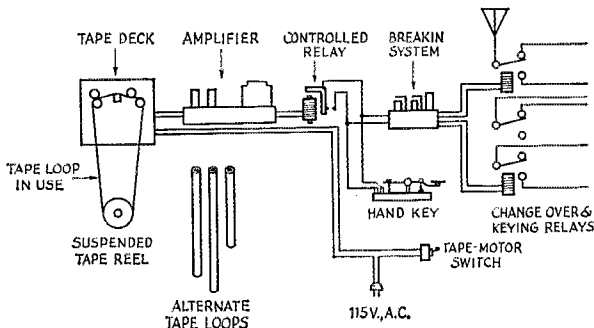 TAPE DECK
AMPLIFIER
CONTROLLED
RELAY
BREAKIN
SYSTEM
TAPE LOOP
IN USE
SUSPENDED
TAPE REEL
ALTERNATE
TAPE LOOPS
HAND KEY
CHANGE OVER &
KEYING RELAYS
TAPE-MOTOR
SWITCH
115V., A.C.